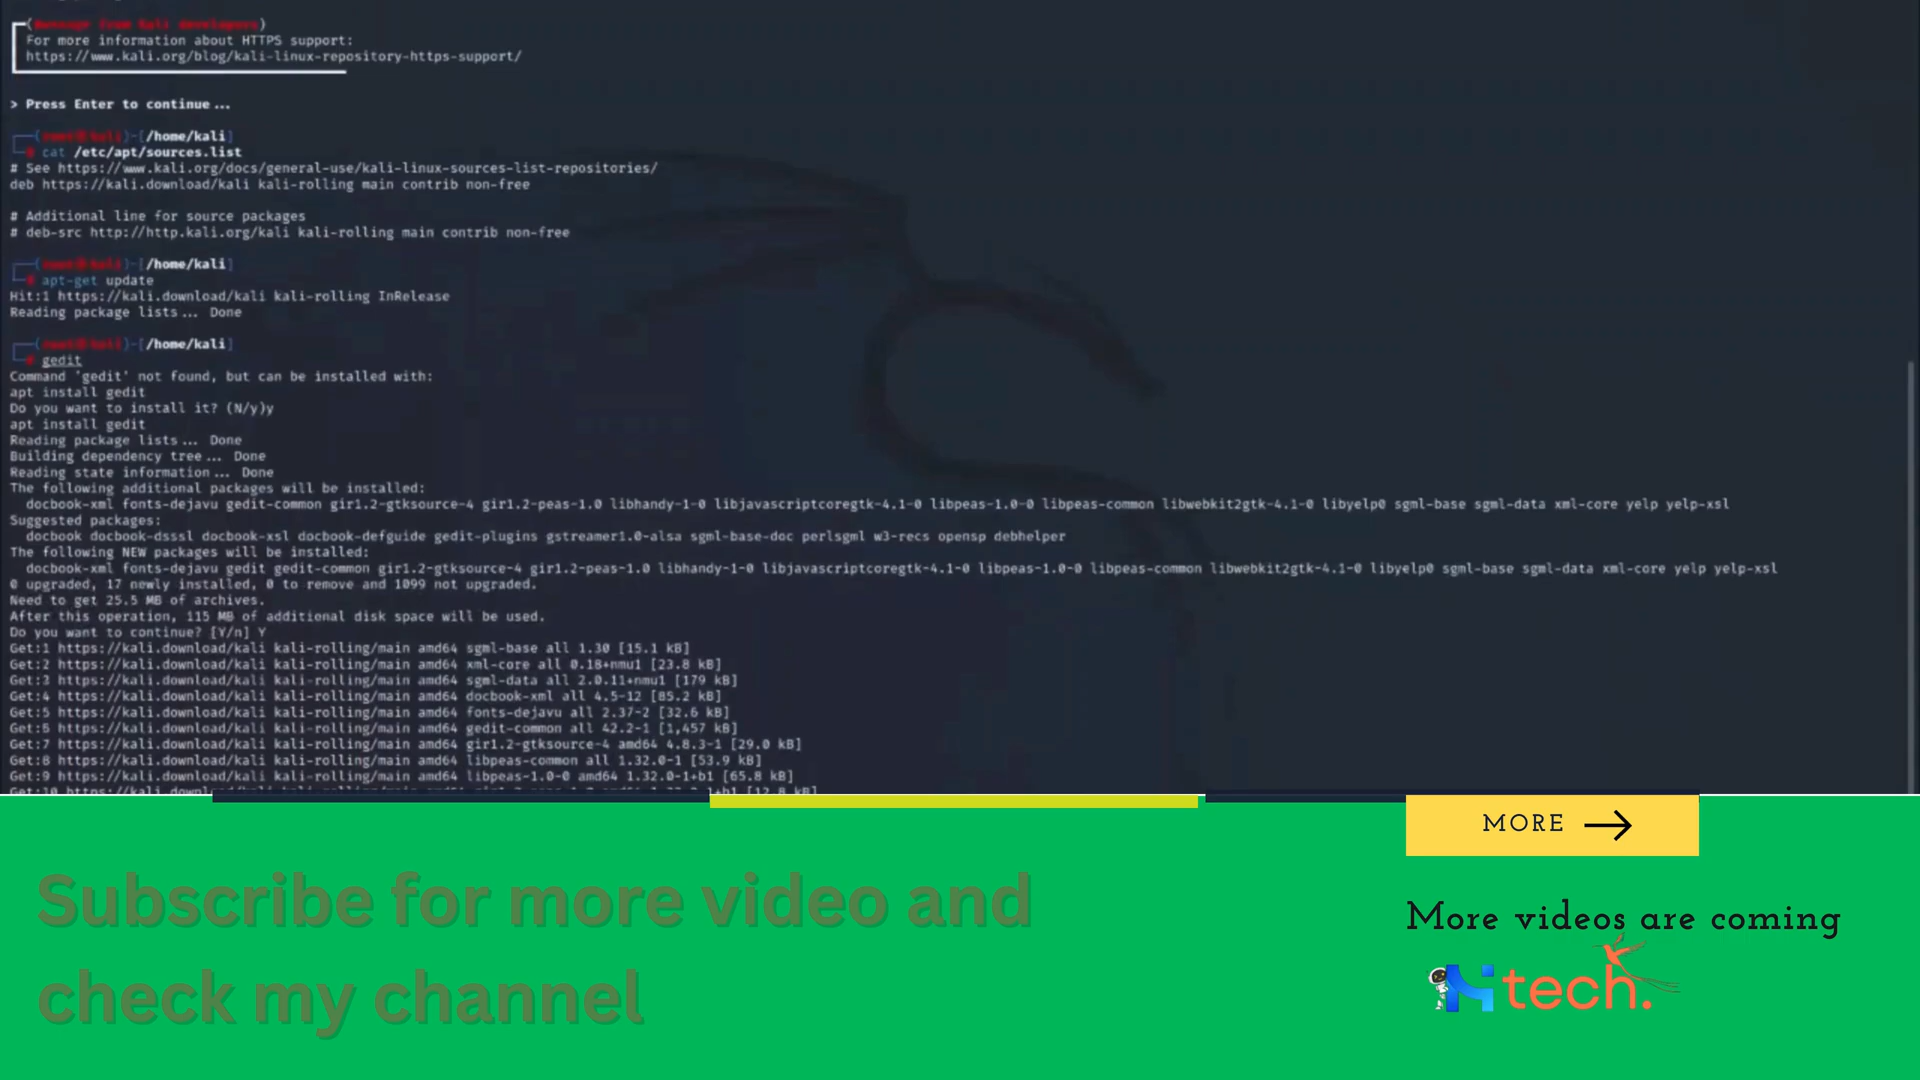 (Message from Kali developers)
For more information about HTTPS support:
https://www.kali.org/blog/kali-linux-repository-https-support/
> Press Enter to continue...
(root㉿kali)-[/home/kali]
cat /etc/apt/sources.list
# See https://www.kali.org/docs/general-use/kali-linux-sources-list-repositories/
deb https://kali.download/kali kali-rolling main contrib non-free
# Additional line for source packages
# deb-src http://http.kali.org/kali kali-rolling main contrib non-free
(root㉿kali)-[/home/kali]
apt-get update
Hit:1 https://kali.download/kali kali-rolling InRelease
Reading package lists... Done
(root㉿kali)-[/home/kali]
gedit
Command 'gedit' not found, but can be installed with:
apt install gedit
Do you want to install it? (N/y)y
apt install gedit
Reading package lists... Done
Building dependency tree... Done
Reading state information... Done
The following additional packages will be installed:
docbook-xml fonts-dejavu gedit-common gir1.2-gtksource-4 gir1.2-peas-1.0 libhandy-1-0 libjavascriptcoregtk-4.1-0 libpeas-1.0-0 libpeas-common libwebkit2gtk-4.1-0 libyelp0 sgml-base sgml-data xml-core yelp yelp-xsl
Suggested packages:
docbook docbook-dsssl docbook-xsl docbook-defguide gedit-plugins gstreamer1.0-alsa sgml-base-doc perlsgml w3-recs opensp debhelper
The following NEW packages will be installed:
docbook-xml fonts-dejavu gedit gedit-common gir1.2-gtksource-4 gir1.2-peas-1.0 libhandy-1-0 libjavascriptcoregtk-4.1-0 libpeas-1.0-0 libpeas-common libwebkit2gtk-4.1-0 libyelp0 sgml-base sgml-data xml-core yelp yelp-xsl
0 upgraded, 17 newly installed, 0 to remove and 1099 not upgraded.
Need to get 25.5 MB of archives.
After this operation, 115 MB of additional disk space will be used.
Do you want to continue? [Y/n] Y
Get:1 https://kali.download/kali kali-rolling/main amd64 sgml-base all 1.30 [15.1 kB]
Get:2 https://kali.download/kali kali-rolling/main amd64 xml-core all 0.18+nmu1 [23.8 kB]
Get:3 https://kali.download/kali kali-rolling/main amd64 sgml-data all 2.0.11+nmu1 [179 kB]
Get:4 https://kali.download/kali kali-rolling/main amd64 docbook-xml all 4.5-12 [85.2 kB]
Get:5 https://kali.download/kali kali-rolling/main amd64 fonts-dejavu all 2.37-2 [32.6 kB]
Get:5 https://kali.download/kali kali-rolling/main amd64 gedit-common all 42.2-1 [1,457 kB]
Get:7 https://kali.download/kali kali-rolling/main amd64 gir1.2-gtksource-4 amd64 4.8.3-1 [29.0 kB]
Get:8 https://kali.download/kali kali-rolling/main amd64 libpeas-common all 1.32.0-1 [53.9 kB]
Get:9 https://kali.download/kali kali-rolling/main amd64 libpeas-1.0-0 amd64 1.32.0-1+b1 [65.8 kB]
MORE
Subscribe for more video and
check my channel
More videos are coming
tech.